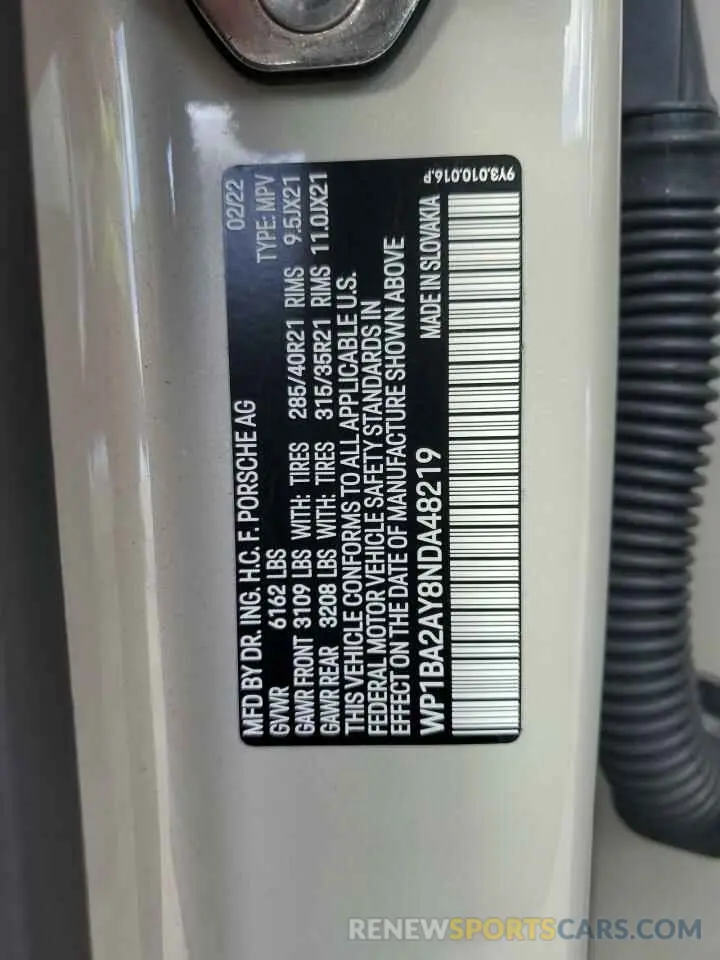 MFD BY DR. ING. H.C. F. PORSCHE AG 02/22
GVWR 6162 LBS TYPE: MPV
GAWR FRONT 3109 LBS WITH: TIRES 285/40R21 RIMS 9.5JX21
GAWR REAR 3208 LBS WITH: TIRES 315/35R21 RIMS 11.0JX21
THIS VEHICLE CONFORMS TO ALL APPLICABLE U.S.
FEDERAL MOTOR VEHICLE SAFETY STANDARDS IN
EFFECT ON THE DATE OF MANUFACTURE SHOWN ABOVE
WP1BA2AY8NDA48219 MADE IN SLOVAKIA
9Y3.010.016.P
RENEWSPORTSCARS.COM